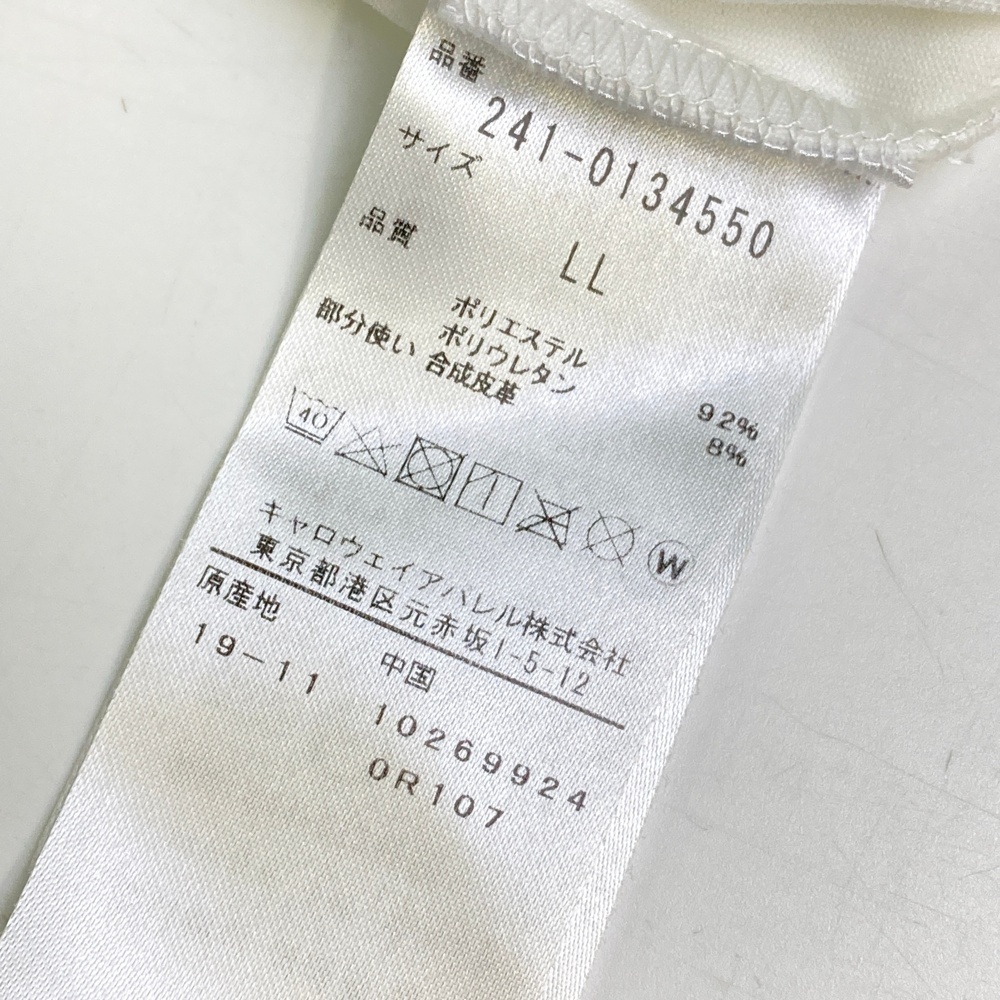 品番
241-0134550
サイズ
LL
品質
ポリエステル 92%
ポリウレタン 8%
部分使い 合成皮革
40
W
キャロウェイアパレル株式会社
東京都港区元赤坂1-5-12
原産地
中国
19-11
10269924
0R107